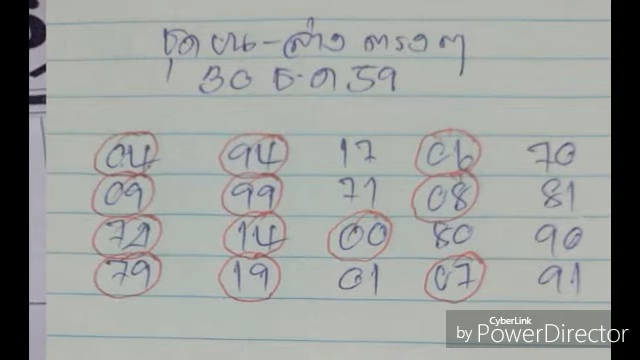 ชุด บน-ล่าง ตรงๆ
30 ธ.ค 59
04 94 17 06 70
09 99 71 08 81
74 14 00 80 90
79 19 01 07 91
CyberLink
by PowerDirector